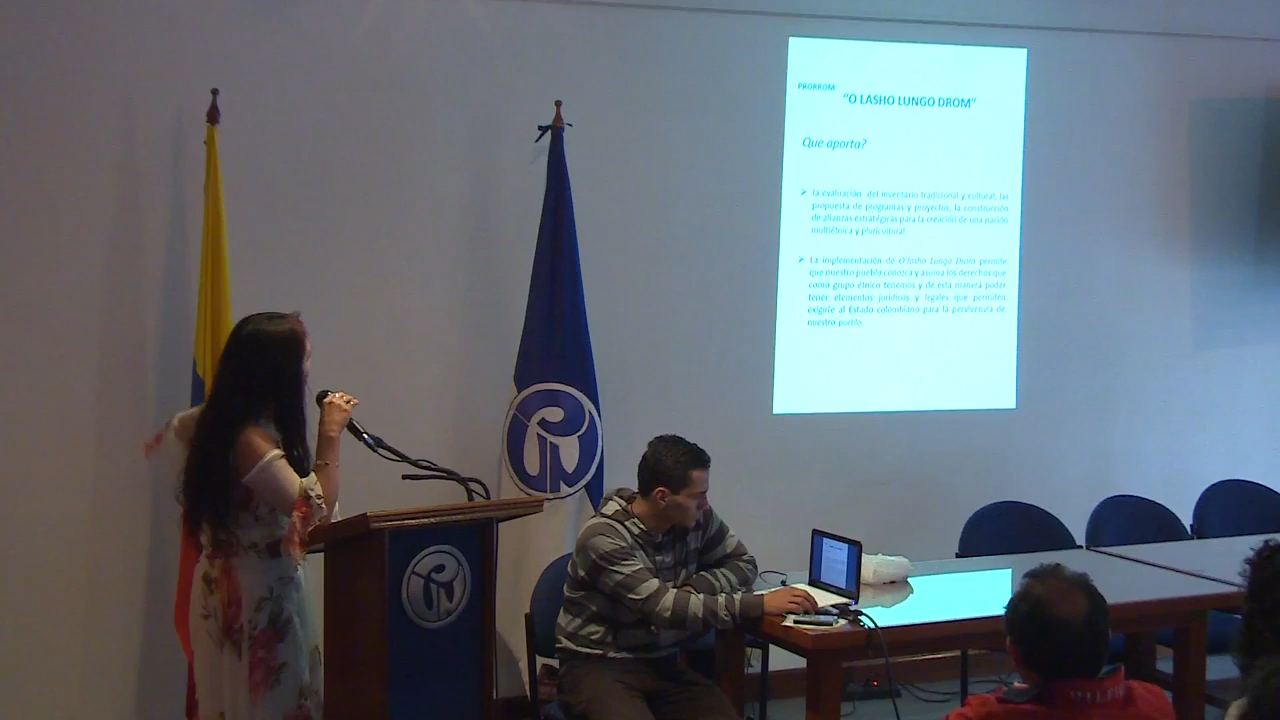 PRORROM
"O LASHO LUNGO DROM"
Que aporta?
➢ la evaluación del inventario tradicional y cultural, las
propuesta de programas y proyectos, la construcción
de alianzas estratégicas para la creación de una nación
multiétnica y pluricultural.
➢ La implementación de O'lasho Lungo Drom permite
que nuestro pueblo conozca y asuma los derechos que
como grupo étnico tenemos y de esta manera poder
tener elementos jurídicos y legales que permiten
exigirle al Estado colombiano para la pervivencia de
nuestro pueblo.